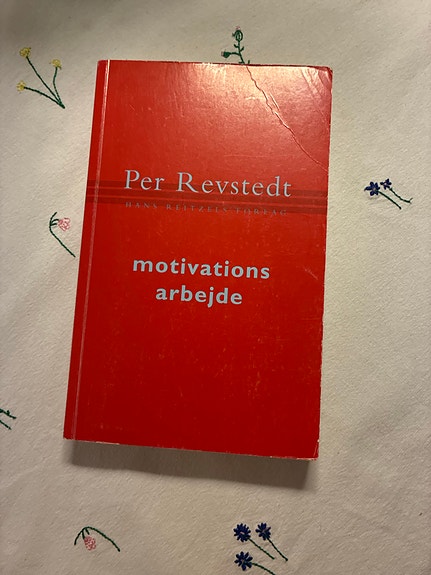 Per Revstedt
HANS REITZELS FORLAG
motivations
arbejde